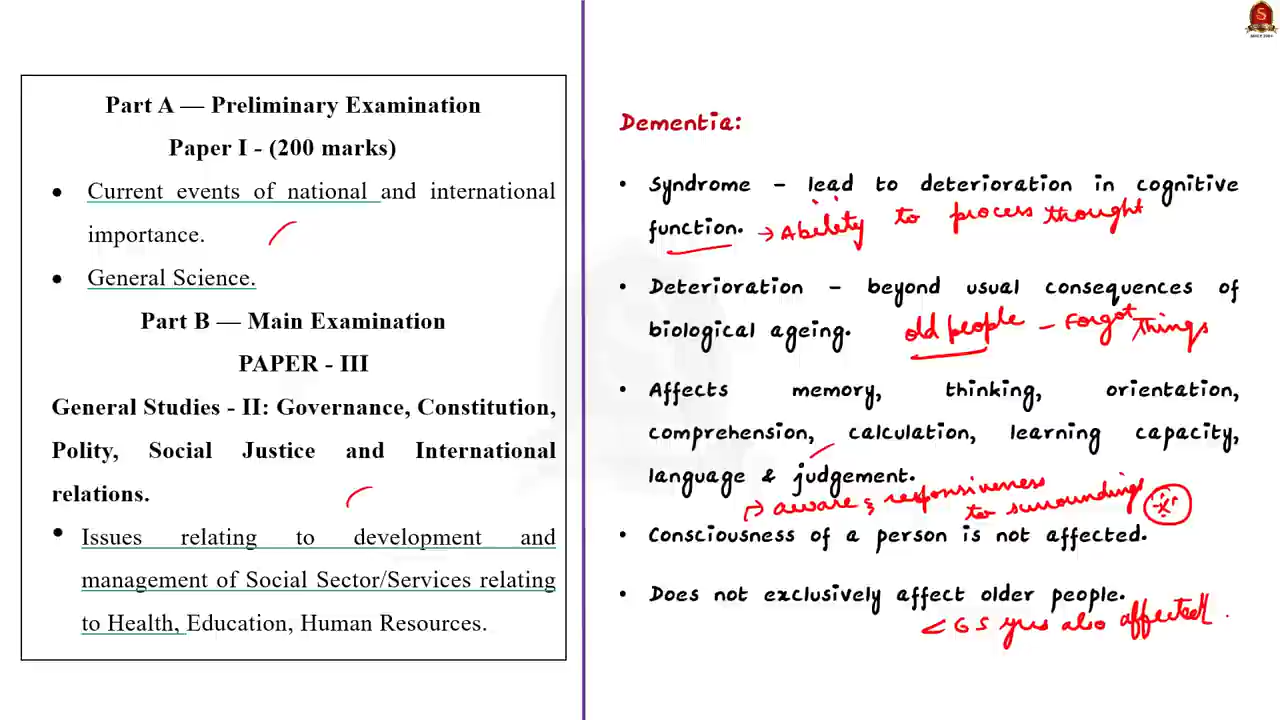 Part A — Preliminary Examination
Paper I - (200 marks)
• Current events of national and international
importance.
• General Science.
Part B — Main Examination
PAPER - III
General Studies - II: Governance, Constitution,
Polity, Social Justice and International
relations.
• Issues relating to development and
management of Social Sector/Services relating
to Health, Education, Human Resources.
Dementia:
• Syndrome – lead to deterioration in cognitive
function. → Ability to process thought
• Deterioration – beyond usual consequences of
biological ageing. old people – Forgot things
• Affects memory, thinking, orientation,
comprehension, calculation, learning capacity,
language & judgement.
→ aware & responsiveness
to surroundings
• Consciousness of a person is not affected.
• Does not exclusively affect older people.
< 65 yrs also affected.